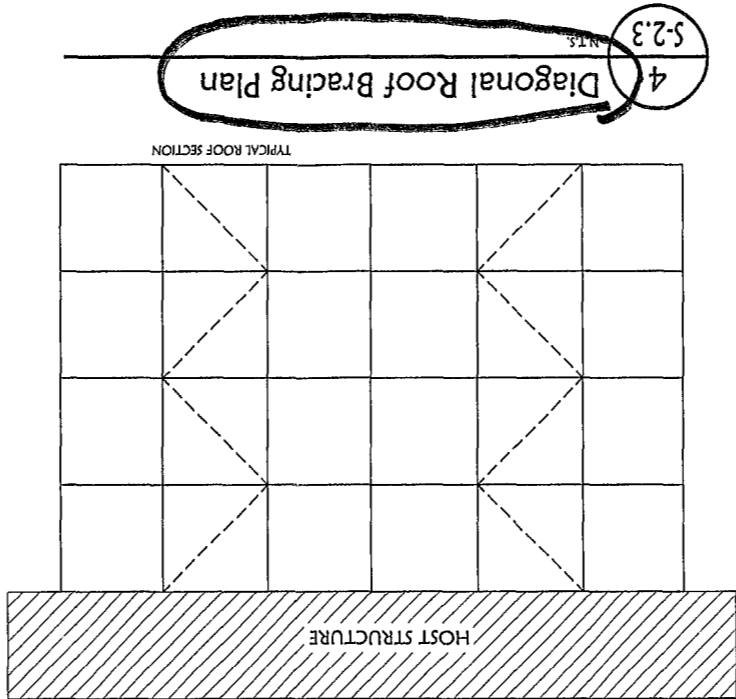 HOST STRUCTURE
TYPICAL ROOF SECTION
4
Diagonal Roof Bracing Plan
S-2.3
N.T.S.